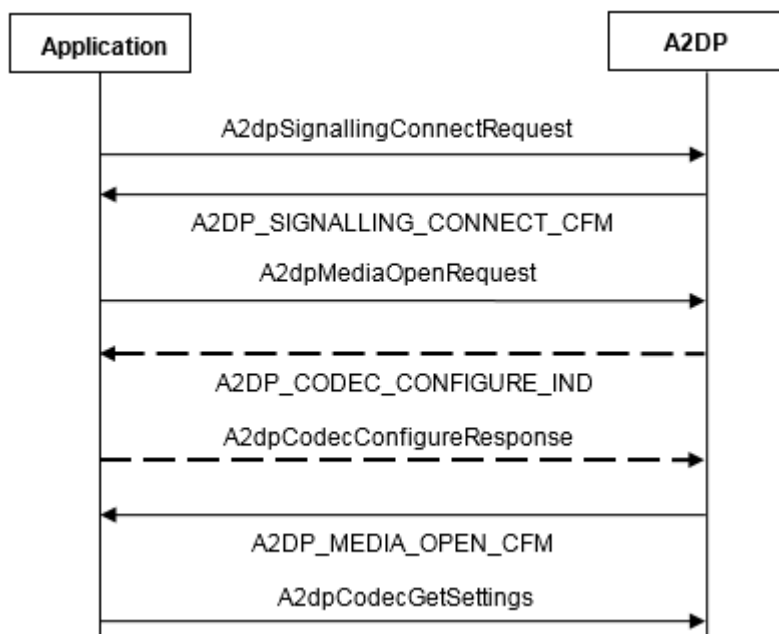 Application
A2DP
A2dpSignallingConnectRequest
A2DP_SIGNALLING_CONNECT_CFM
A2dpMediaOpenRequest
A2DP_CODEC_CONFIGURE_IND
A2dpCodecConfigureResponse
A2DP_MEDIA_OPEN_CFM
A2dpCodecGetSettings